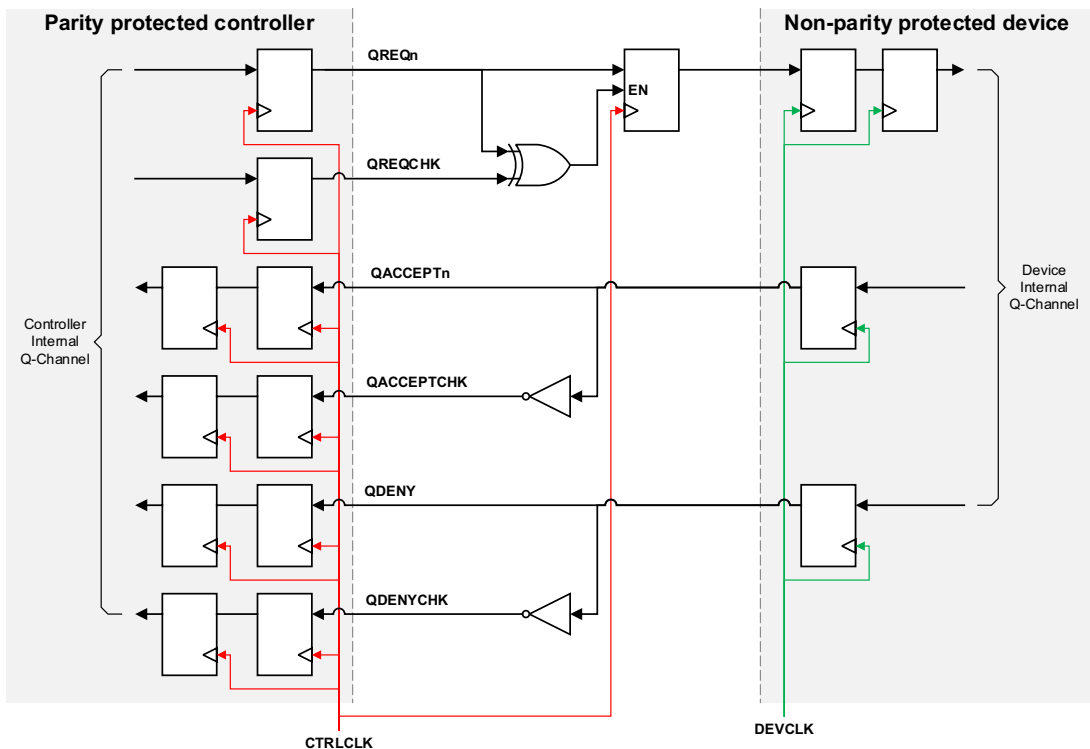 Parity protected controller
Non-parity protected device
QREQn
EN
QREQCHK
QACCEPTn
Controller
Internal
Q-Channel
Device
Internal
Q-Channel
QACCEPTCHK
QDENY
QDENYCHK
CTRLCLK
DEVCLK